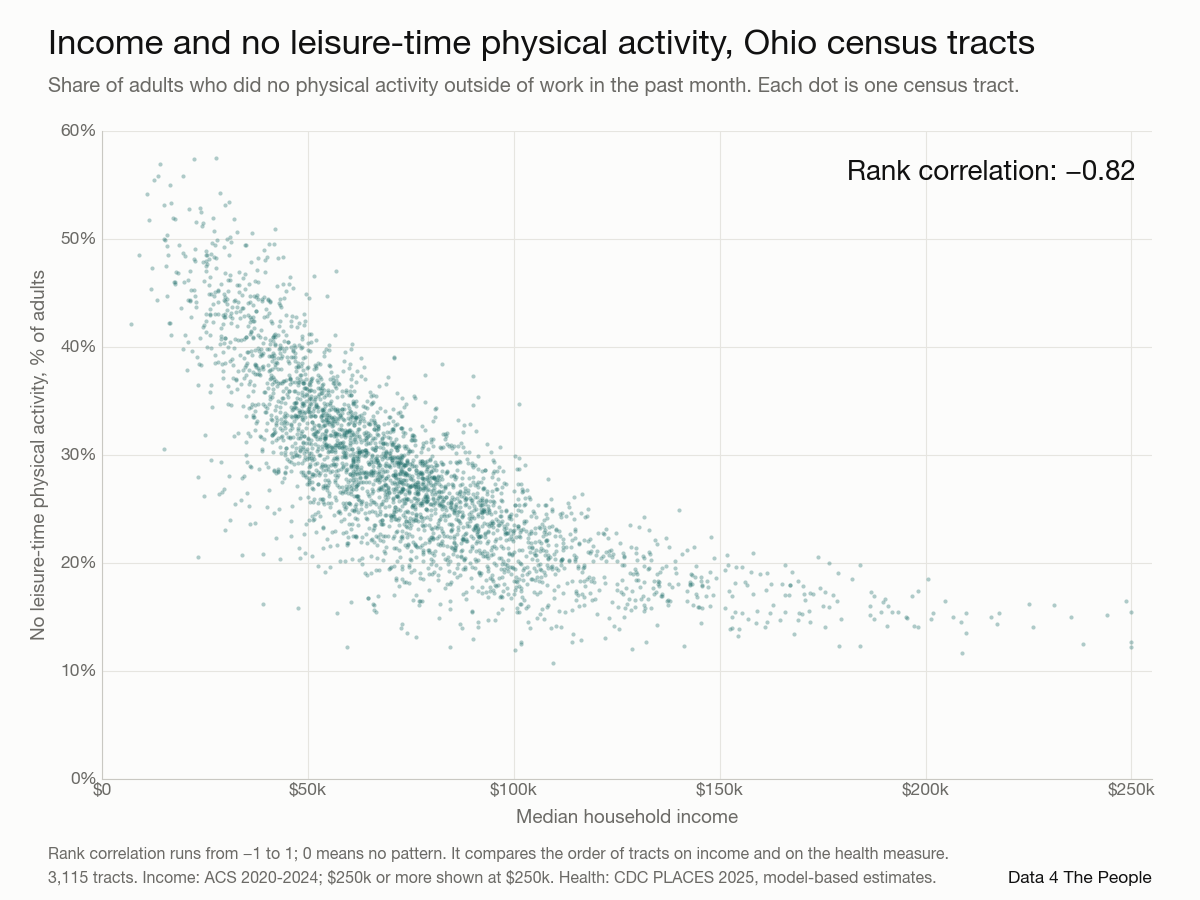 Income and no leisure-time physical activity, Ohio census tracts
Share of adults who did no physical activity outside of work in the past month. Each dot is one census tract.
Rank correlation: −0.82
No leisure-time physical activity, % of adults
60%
50%
40%
30%
20%
10%
0%
$0
$50k
$100k
$150k
$200k
$250k
Median household income
Rank correlation runs from −1 to 1; 0 means no pattern. It compares the order of tracts on income and on the health measure.
3,115 tracts. Income: ACS 2020-2024; $250k or more shown at $250k. Health: CDC PLACES 2025, model-based estimates.
Data 4 The People